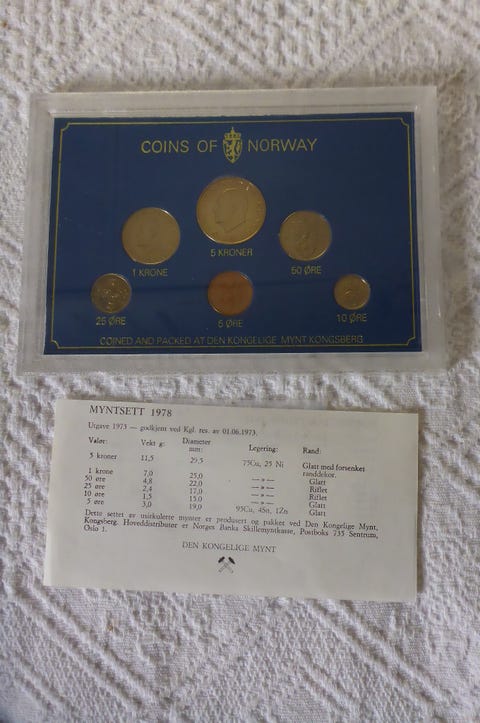 COINS OF NORWAY
5 KRONER
1 KRONE
50 ØRE
25 ØRE
5 ØRE
10 ØRE
COINED AND PACKED AT DEN KONGELIGE MYNT KONGSBERG
MYNTSETT 1978
Utgave 1973 — godkjent ved Kgl. res. av 01.06.1973.
Valør: Vekt g: Diameter mm: Legering: Rand:
5 kroner 11,5 29,5 75Cu, 25 Ni Glatt med forsenket randdekor.
1 krone 7,0 25,0 —»— Glatt
50 øre 4,8 22,0 —»— Glatt
25 øre 2,4 17,0 —»— Riflet
10 øre 1,5 15.0 —»— Riflet
5 øre 3,0 19,0 95Cu, 4Sn, 1Zn Glatt
Dette settet av usirkulerte mynter er produsert og pakket ved Den Kongelige Mynt,
Kongsberg. Hoveddistributør er Norges Banks Skillemyntkasse, Postboks 735 Sentrum,
Oslo 1.
DEN KONGELIGE MYNT